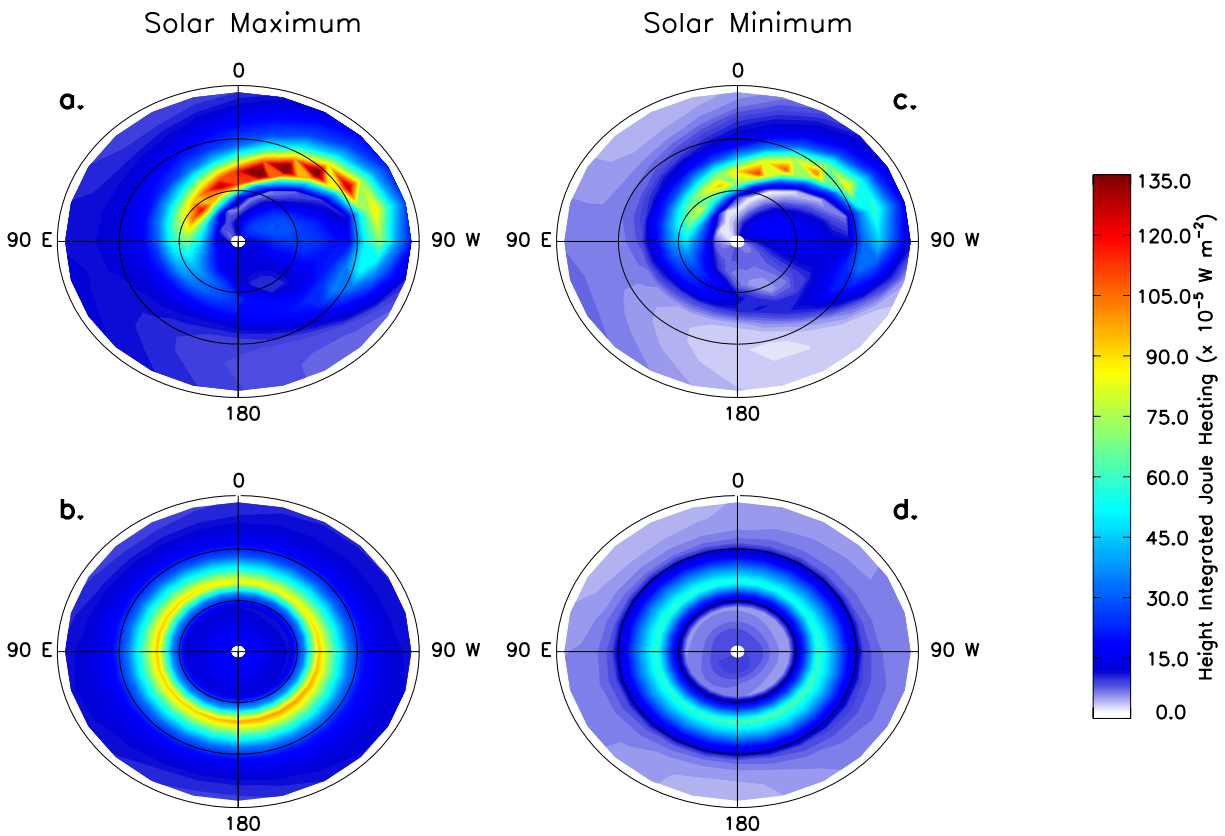 Solar Maximum
Solar Minimum
a.
0
90 E
90 W
180
c.
0
90 E
90 W
180
b.
0
90 E
90 W
180
d.
0
90 E
90 W
180
135.0
120.0
105.0
90.0
75.0
60.0
45.0
30.0
15.0
0.0
Height Integrated Joule Heating (x 10⁻⁵ W m⁻²)